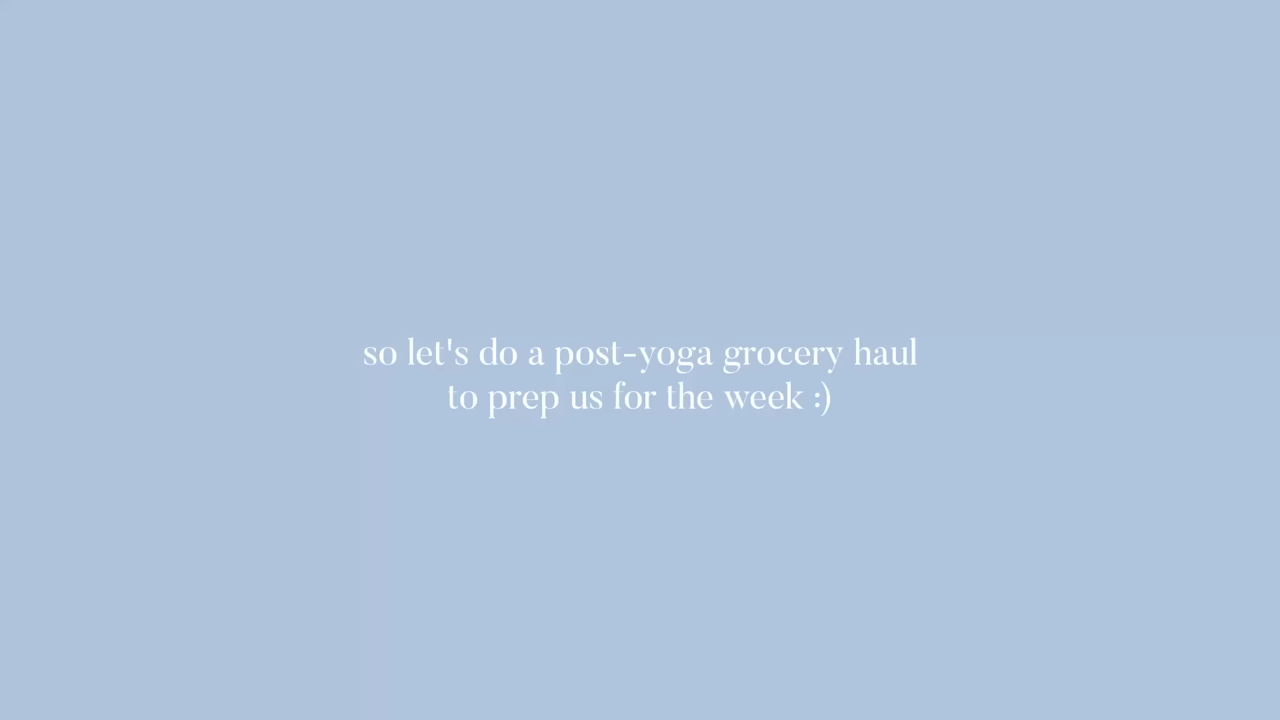 so let's do a post-yoga grocery haul
to prep us for the week :)